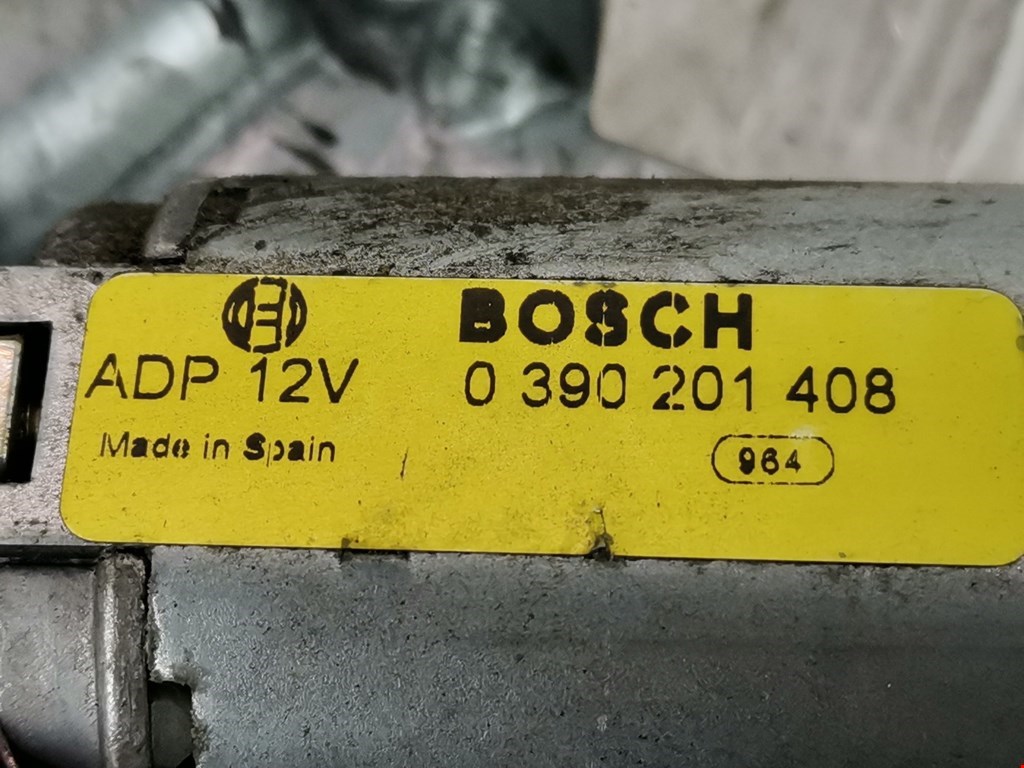 BOSCH
ADP 12V 0 390 201 408
Made in Spain 964